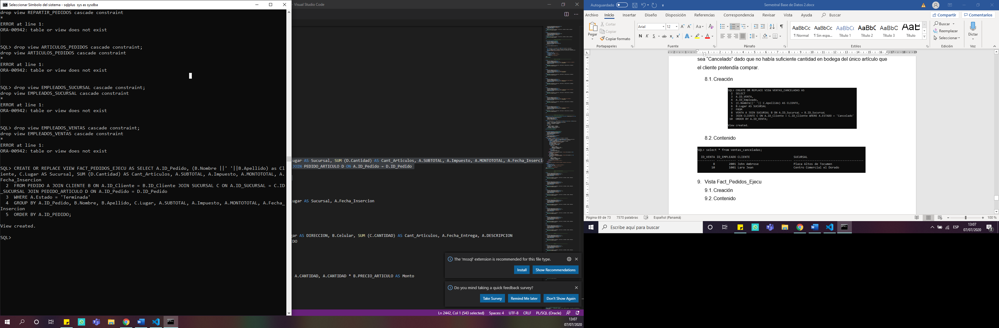 Seleccionar Símbolo del sistema - sqlplus  sys as sysdba
drop view REPARTIR_PEDIDOS cascade constraint
*
ERROR at line 1:
ORA-00942: table or view does not exist
SQL> drop view ARTICULOS_PEDIDOS cascade constraint;
drop view ARTICULOS_PEDIDOS cascade constraint
*
ERROR at line 1:
ORA-00942: table or view does not exist
SQL> drop view EMPLEADOS_SUCURSAL cascade constraint;
drop view EMPLEADOS_SUCURSAL cascade constraint
*
ERROR at line 1:
ORA-00942: table or view does not exist
SQL> drop view EMPLEADOS_VENTAS cascade constraint;
drop view EMPLEADOS_VENTAS cascade constraint
*
ERROR at line 1:
ORA-00942: table or view does not exist
SQL> CREATE OR REPLACE VIEW FACT_PEDIDOS_EJECU AS SELECT A.ID_Pedido, (B.Nombre ||' '||B.Apellido) as Cl
iente, C.Lugar AS Sucursal, SUM (D.Cantidad) AS Cant_Articulos, A.SUBTOTAL, A.Impuesto, A.MONTOTOTAL, A.
Fecha_Insercion
  2  FROM PEDIDO A JOIN CLIENTE B ON A.ID_Cliente = B.ID_Cliente JOIN SUCURSAL C ON A.ID_SUCURSAL = C.ID
_SUCURSAL JOIN PEDIDO_ARTICULO D ON A.ID_Pedido = D.ID_Pedido
  3  WHERE A.Estado = 'Terminada'
  4  GROUP BY A.ID_Pedido, B.Nombre, B.Apellido, C.Lugar, A.SUBTOTAL, A.Impuesto, A.MONTOTOTAL, A.Fecha_
Insercion
  5  ORDER BY A.ID_PEDIDO;
View created.
SQL>
- Visual Studio Code
ugar AS Sucursal, SUM (D.Cantidad) AS Cant_Articulos, A.SUBTOTAL, A.Impuesto, A.MONTOTOTAL, A.Fecha_Insercio
JOIN PEDIDO_ARTICULO D ON A.ID_Pedido = D.ID_Pedido
ugar AS Sucursal, A.Fecha_Insercion
gar AS DIRECCION, B.Celular, SUM (C.CANTIDAD) AS Cant_Articulos, A.Fecha_Entrega, A.DESCRIPCION
IDO
A.CANTIDAD, A.CANTIDAD * B.PRECIO_ARTICULO AS Monto
The 'mssql' extension is recommended for this file type.
Install
Show Recommendations
Do you mind taking a quick feedback survey?
Take Survey
Remind Me later
Don't Show Again
Ln 2442, Col 1 (543 selected)
Spaces: 4
UTF-8
CRLF
PL/SQL (Oracle)
13:07
07/07/2020
Autoguardado
Semestral Base de Datos 2.docx
Archivo Inicio Insertar Diseño Disposición Referencias Correspondencia Revisar Vista Ayuda Buscar
Compartir
Comentarios
Pegar
Cortar
Copiar
Copiar formato
Arial
12
Aa
N K S ab x₂ x²
AaBbCc AaBbCc AaBbCc AaBbC AaBbCc AaB
¶ Normal ¶ Sin espa... Título 1 Título 2 Título 3 Título
Buscar
Reemplazar
Seleccionar
Dictar
Portapapeles Fuente Párrafo Estilos Edición Voz
sea “Cancelado” dado que no había suficiente cantidad en bodega del único artículo que
el cliente pretendía comprar.
8.1. Creación
SQL> CREATE OR REPLACE VIEW VENTAS_CANCELADAS AS
  2  SELECT
  3  A.ID_VENTA,
  4  A.ID_Empleado,
  5  (C.Nombre||' '|| C.Apellido) AS CLIENTE,
  6  B.Lugar AS SUCURSAL
  7  FROM
  8  VENTA A JOIN SUCURSAL B ON A.ID_Sucursal = B.ID_Sucursal
  9  JOIN CLIENTE C ON A.ID_Cliente = C.ID_Cliente WHERE A.ESTADO = 'Cancelado'
 10  ORDER BY A.ID_VENTA;
View created.
8.2. Contenido
SQL> select * from ventas_canceladas;
ID_VENTA ID_EMPLEADO CLIENTE SUCURSAL
8 2001 John Ambrose Plaza Altos de Tocumen
10 1001 Lara Jean Centro Comercial el Dorado
9. Vista Fact_Pedidos_Ejecu
9.1. Creación
9.2. Contenido
Página 69 de 73
7570 palabras
Español (Panamá)
100 %
Escribe aquí para buscar
ESP
13:07
07/07/2020
2